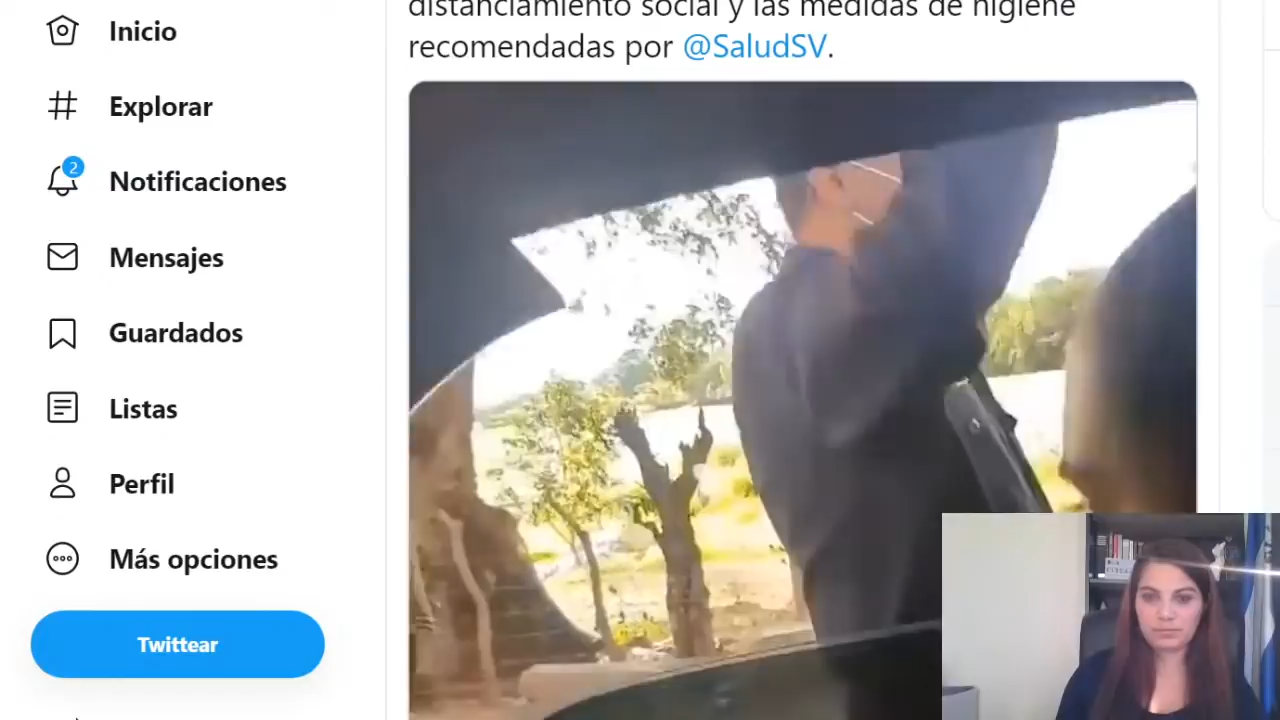 distanciamiento social y las medidas de higiene
recomendadas por @SaludSV.
Inicio
Explorar
2
Notificaciones
Mensajes
Guardados
Listas
Perfil
Más opciones
Twittear